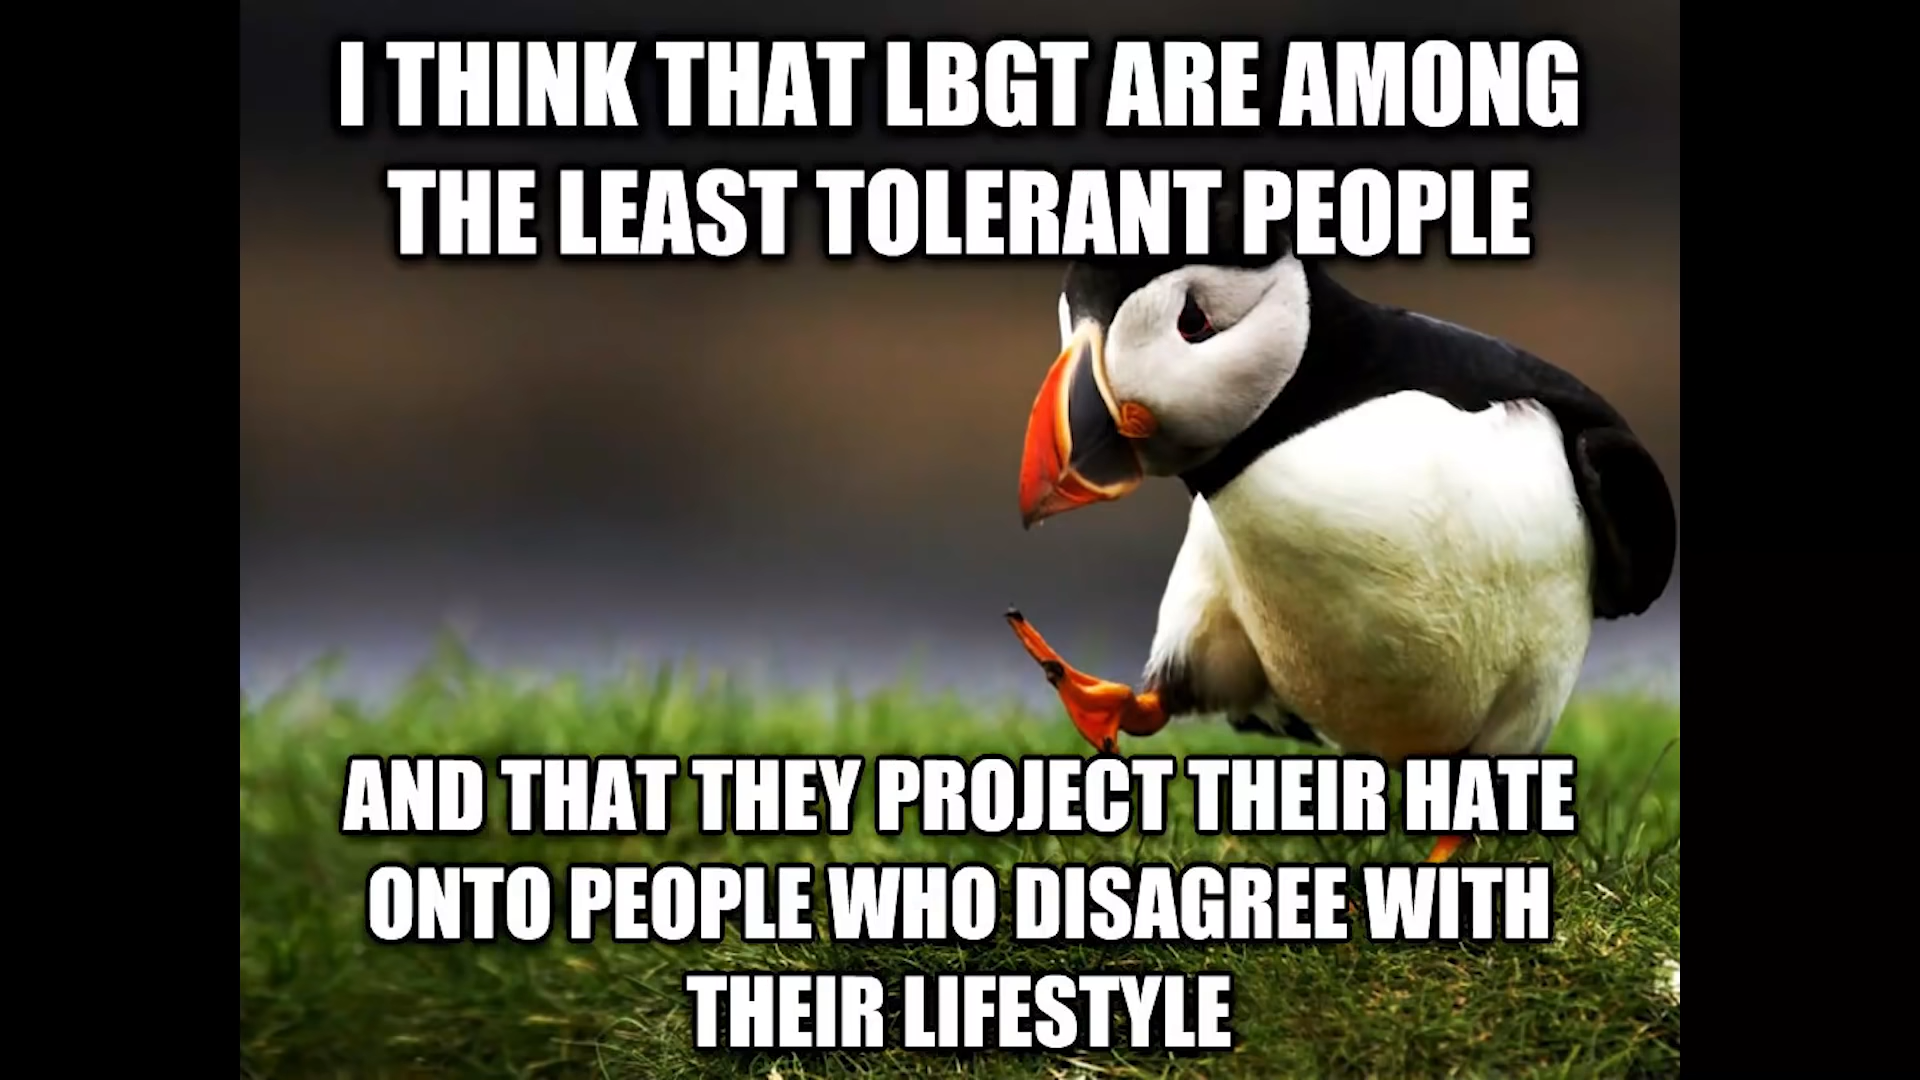 I THINK THAT LBGT ARE AMONG
THE LEAST TOLERANT PEOPLE
AND THAT THEY PROJECT THEIR HATE
ONTO PEOPLE WHO DISAGREE WITH
THEIR LIFESTYLE